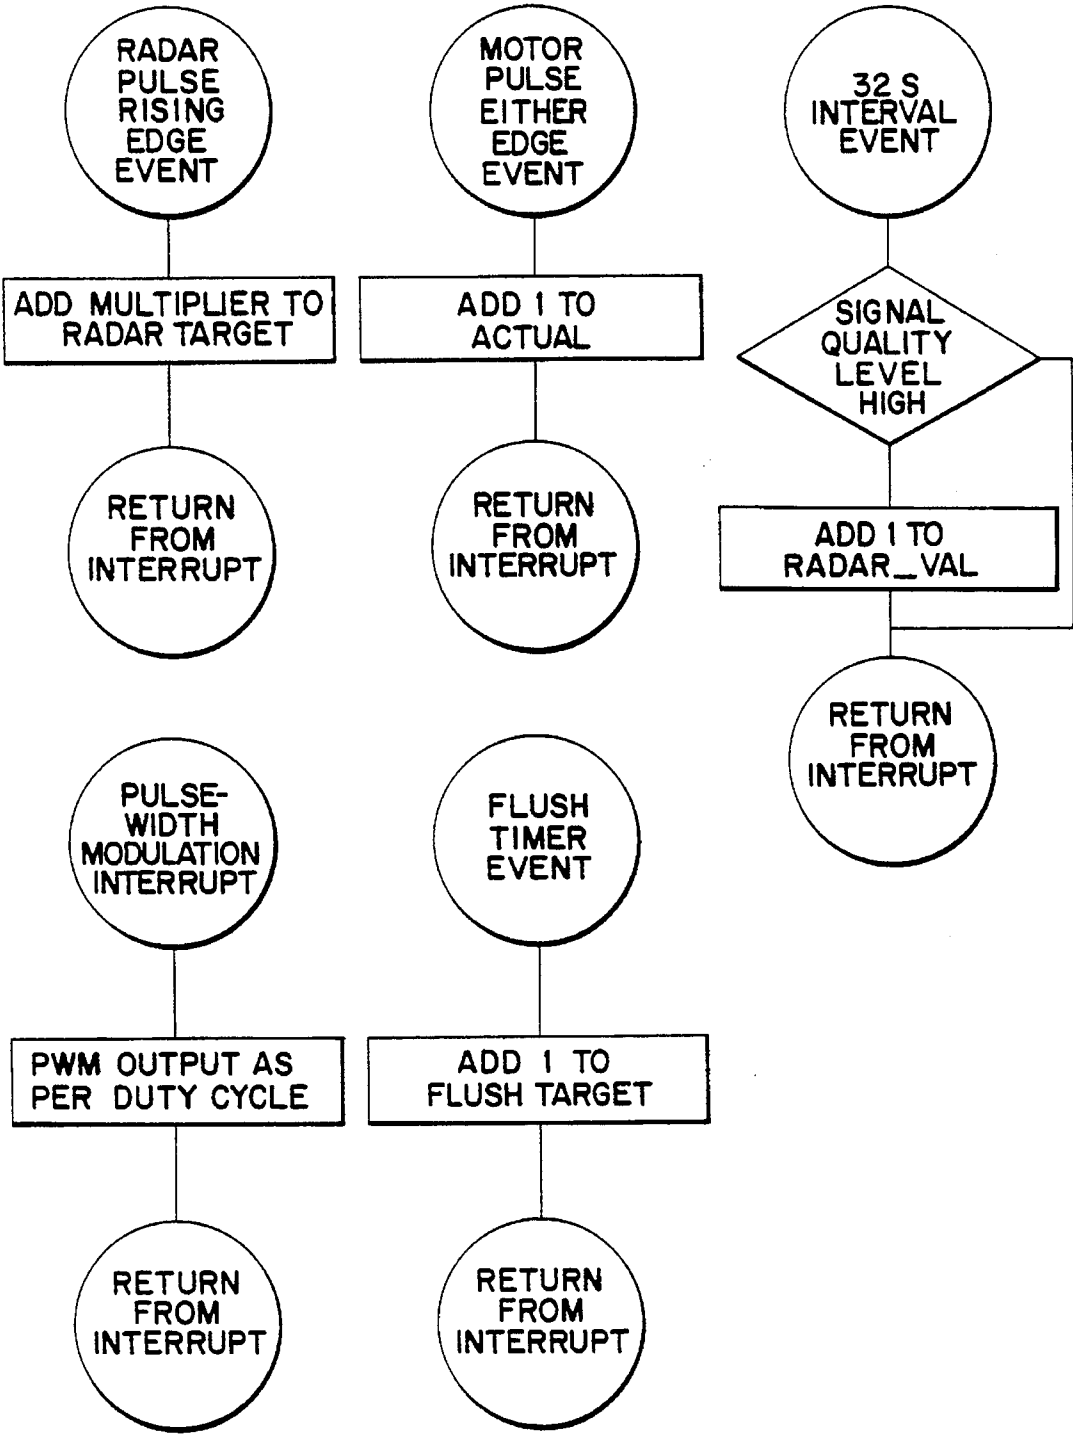 RADAR
PULSE
RISING
EDGE
EVENT
ADD MULTIPLIER TO
RADAR TARGET
RETURN
FROM
INTERRUPT
MOTOR
PULSE
EITHER
EDGE
EVENT
ADD 1 TO
ACTUAL
RETURN
FROM
INTERRUPT
32 S
INTERVAL
EVENT
SIGNAL
QUALITY
LEVEL
HIGH
ADD 1 TO
RADAR_VAL
RETURN
FROM
INTERRUPT
PULSE-
WIDTH
MODULATION
INTERRUPT
PWM OUTPUT AS
PER DUTY CYCLE
RETURN
FROM
INTERRUPT
FLUSH
TIMER
EVENT
ADD 1 TO
FLUSH TARGET
RETURN
FROM
INTERRUPT